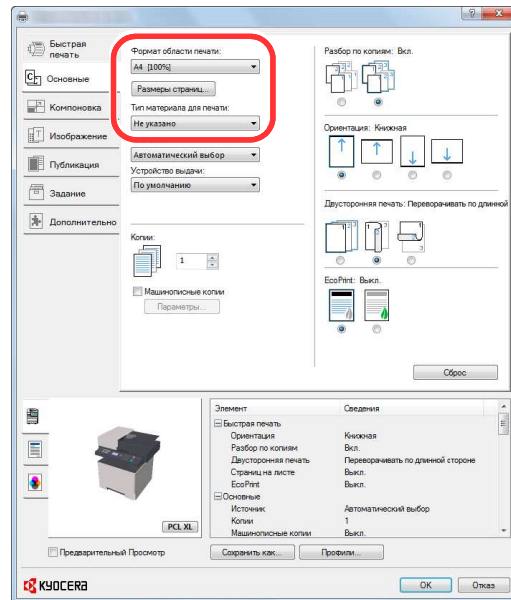 Быстрая
печать
Основные
Компоновка
Изображение
Публикация
Задание
Дополнительно
Формат области печати:
A4 [100%]
Размеры страниц...
Тип материала для печати:
Не указано
Автоматический выбор
Устройство выдачи:
По умолчанию
Копии:
1
Машинописные копии
Параметры...
Разбор по копиям: Вкл.
Ориентация: Книжная
Двусторонняя печать: Переворачивать по длинной
EcoPrint: Выкл.
Сброс
PCL XL
Предварительный Просмотр
Элемент Сведения
Быстрая печать
Ориентация Книжная
Разбор по копиям Вкл.
Двусторонняя печать Переворачивать по длинной стороне
Страниц на листе Выкл.
EcoPrint Выкл.
Основные
Источник Автоматический выбор
Копии 1
Машинописные копии Выкл.
Сохранить как... Профили...
KYOCERA
OK Отказ